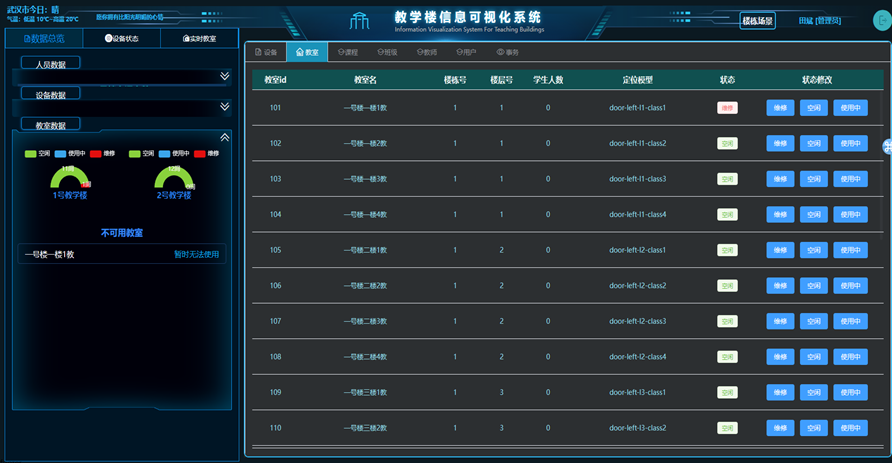 武汉市今日：晴
气温：低温 10℃~高温 20℃
愿你拥有比阳光明媚的心情
教学楼信息可视化系统
Information Visualization System For Teaching Buildings
楼栋场景
田斌 [管理员]
数据总览 设备状态 实时教室
人员数据
设备数据
教室数据
空闲 使用中 维修 空闲 使用中 维修
11间 12间
1号教学楼 2号教学楼
不可用教室
一号楼一楼1教 暂时无法使用
设备 教室 课程 班级 教师 用户 事务
教室id 教室名 楼栋号 楼层号 学生人数 定位模型 状态 状态修改
101 一号楼一楼1教 1 1 0 door-left-l1-class1 维修 维修 空闲 使用中
102 一号楼一楼2教 1 1 0 door-left-l1-class2 空闲 维修 空闲 使用中
103 一号楼一楼3教 1 1 0 door-left-l1-class3 空闲 维修 空闲 使用中
104 一号楼一楼4教 1 1 0 door-left-l1-class4 空闲 维修 空闲 使用中
105 一号楼二楼1教 1 2 0 door-left-l2-class1 空闲 维修 空闲 使用中
106 一号楼二楼2教 1 2 0 door-left-l2-class2 空闲 维修 空闲 使用中
107 一号楼二楼3教 1 2 0 door-left-l2-class3 空闲 维修 空闲 使用中
108 一号楼二楼4教 1 2 0 door-left-l2-class4 空闲 维修 空闲 使用中
109 一号楼三楼1教 1 3 0 door-left-l3-class1 空闲 维修 空闲 使用中
110 一号楼三楼2教 1 3 0 door-left-l3-class2 空闲 维修 空闲 使用中